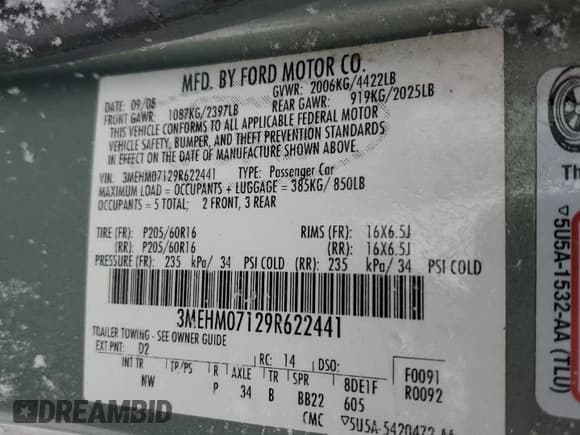 MFD. BY FORD MOTOR CO.
DATE: 09/08 GVWR: 2006KG/4422LB
FRONT GAWR: 1087KG/2397LB REAR GAWR: 919KG/2025LB
THIS VEHICLE CONFORMS TO ALL APPLICABLE FEDERAL MOTOR
VEHICLE SAFETY, BUMPER, AND THEFT PREVENTION STANDARDS
IN EFFECT ON THE DATE OF MANUFACTURE SHOWN ABOVE.
VIN: 3MEHM07129R622441 TYPE: Passenger Car
MAXIMUM LOAD = OCCUPANTS + LUGGAGE = 385KG/ 850LB
OCCUPANTS = 5 TOTAL; 2 FRONT, 3 REAR
TIRE (FR): P205/60R16 RIMS (FR): 16X6.5J
(RR): P205/60R16 (RR): 16X6.5J
PRESSURE (FR): 235 kPa/ 34 PSI COLD (RR): 235 kPa/ 34 PSI COLD
3MEHM07129R622441
TRAILER TOWING - SEE OWNER GUIDE
EXT PNT: D2 RC: 14 DSO: F0091
INT TR TP/PS R AXLE TR SPR 8DE1F R0092
NW P 34 B BB22 605
CMC ▽5U5A-5420472-AA
Th
▽5U5A-1532-AA (TLU)
DREAMBID